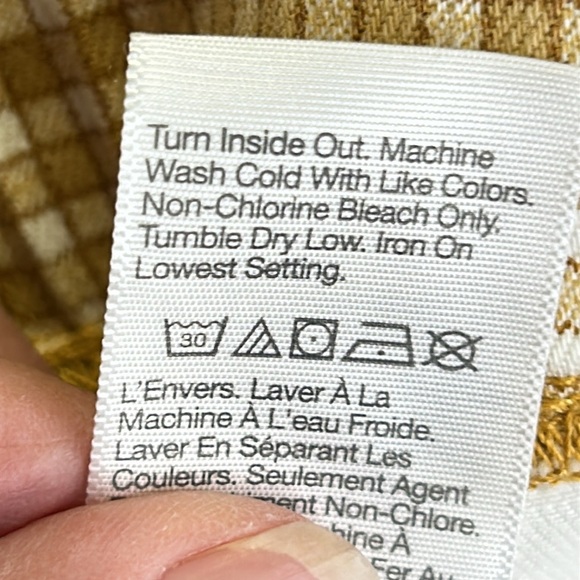 Turn Inside Out. Machine
Wash Cold With Like Colors.
Non-Chlorine Bleach Only.
Tumble Dry Low. Iron On
Lowest Setting.
30
L'Envers. Laver À La
Machine À L'eau Froide.
Laver En Séparant Les
Couleurs. Seulement Agent
Non-Chlore.
À
Fer